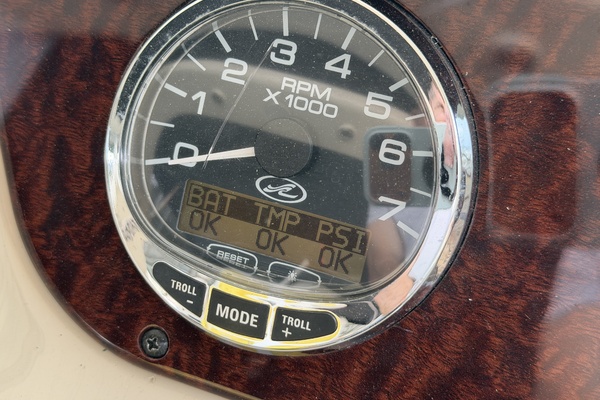 0
1
2
3
4
5
6
7
RPM
X 1000
BAT TMP PSI
OK OK OK
RESET
TROLL
-
MODE
TROLL
+